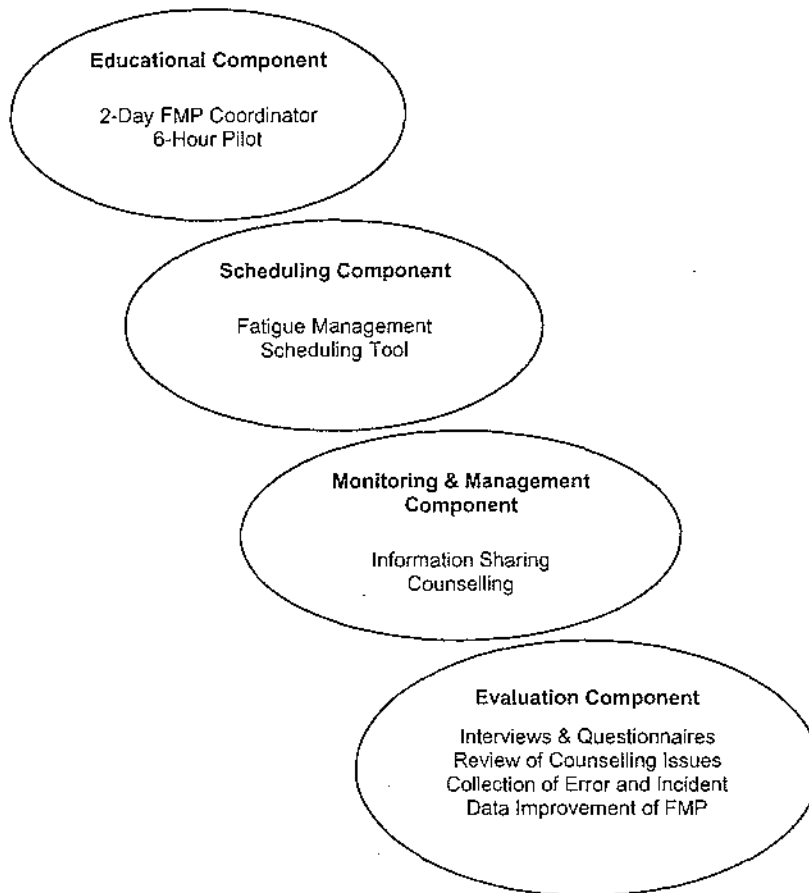 Educational Component
2-Day FMP Coordinator
6-Hour Pilot
Scheduling Component
Fatigue Management
Scheduling Tool
Monitoring & Management
Component
Information Sharing
Counselling
Evaluation Component
Interviews & Questionnaires
Review of Counselling Issues
Collection of Error and Incident
Data Improvement of FMP